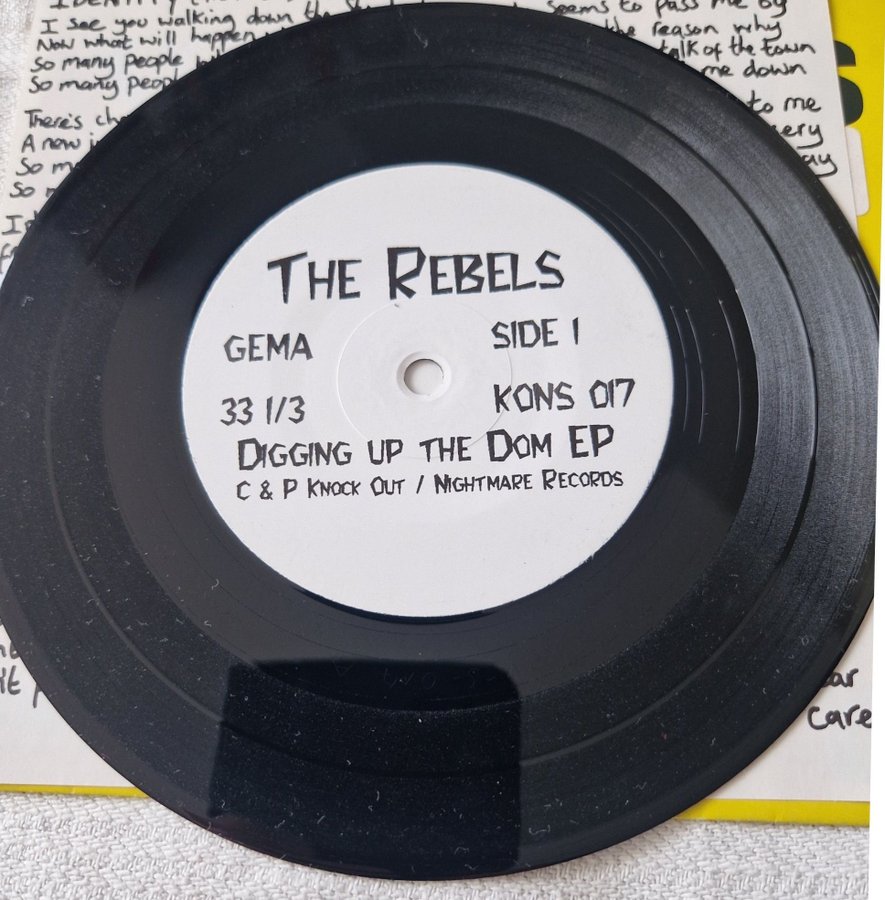 I see you walking down the seems to pass me by
Now what will happen the reason why
So many people talk of the town
So many me down
There's to me
A new
So
So
THE REBELS
GEMA SIDE 1
33 1/3 KONS 017
DIGGING UP THE DOM EP
C & P KNOCK OUT / NIGHTMARE RECORDS
care